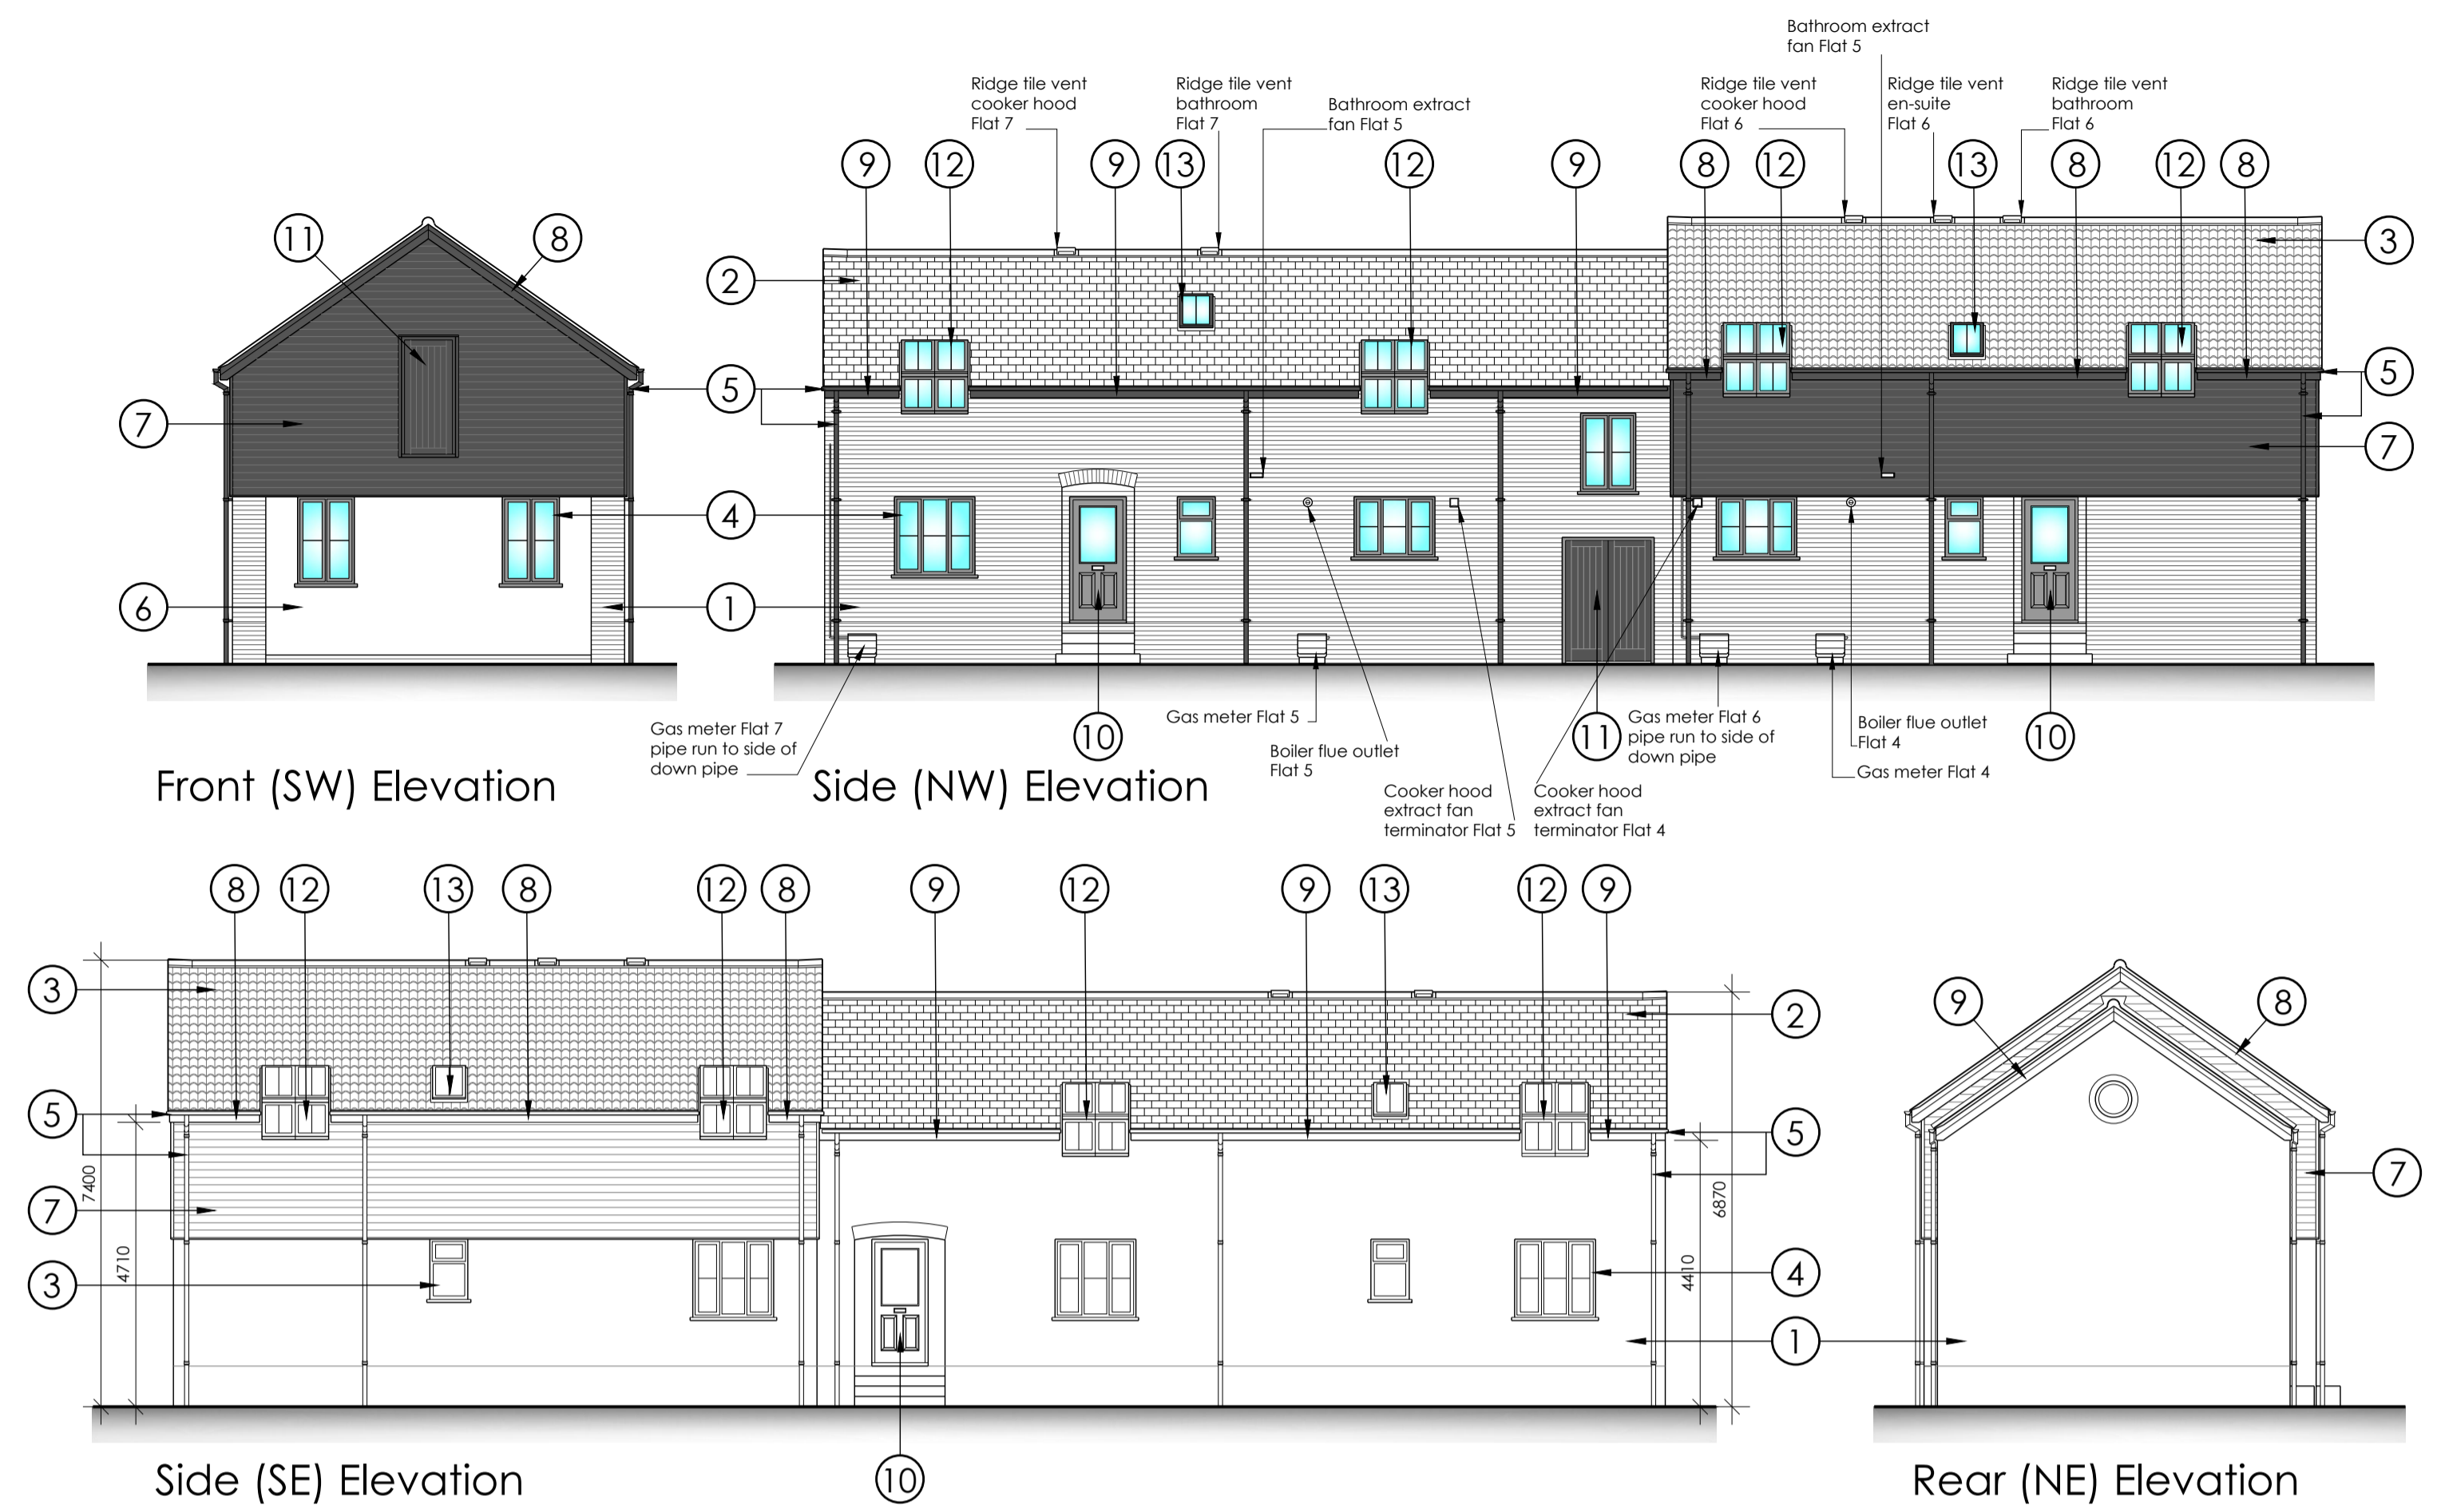 Bathroom extract
fan Flat 5
Ridge tile vent
cooker hood
Flat 7
Ridge tile vent
bathroom
Flat 7
Bathroom extract
fan Flat 5
Ridge tile vent
cooker hood
Flat 6
Ridge tile vent
en-suite
Flat 6
Ridge tile vent
bathroom
Flat 6
9
12
9
13
12
9
8
12
13
8
12
8
11
8
2
3
5
5
7
7
4
6
1
10
11
10
Gas meter Flat 7
pipe run to side of
down pipe
Gas meter Flat 5
Boiler flue outlet
Flat 5
Cooker hood
extract fan
terminator Flat 5
Cooker hood
extract fan
terminator Flat 4
Gas meter Flat 6
pipe run to side of
down pipe
Boiler flue outlet
Flat 4
Gas meter Flat 4
Front (SW) Elevation
Side (NW) Elevation
8
12
13
8
12
8
9
12
9
13
12
9
3
2
9
8
5
5
7
7
7400
4710
6870
4410
3
4
1
10
Side (SE) Elevation
Rear (NE) Elevation